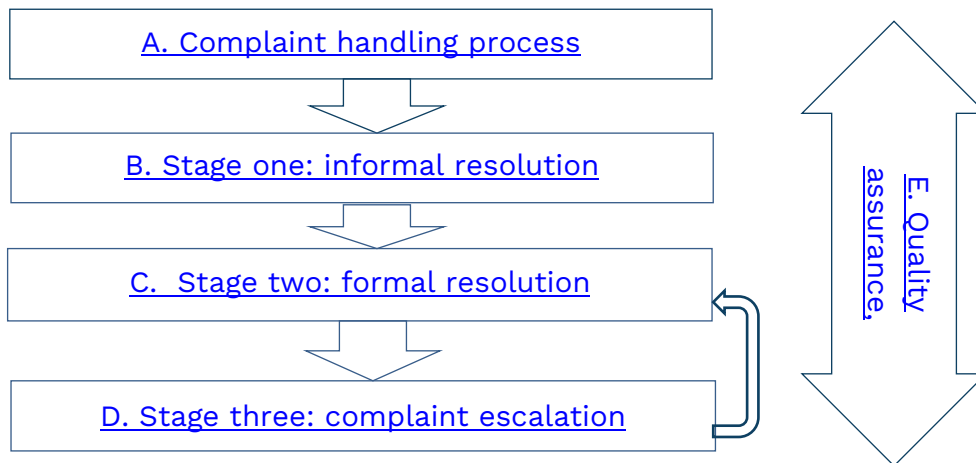 A. Complaint handling process
B. Stage one: informal resolution
C.  Stage two: formal resolution
D. Stage three: complaint escalation
E. Quality
assurance,